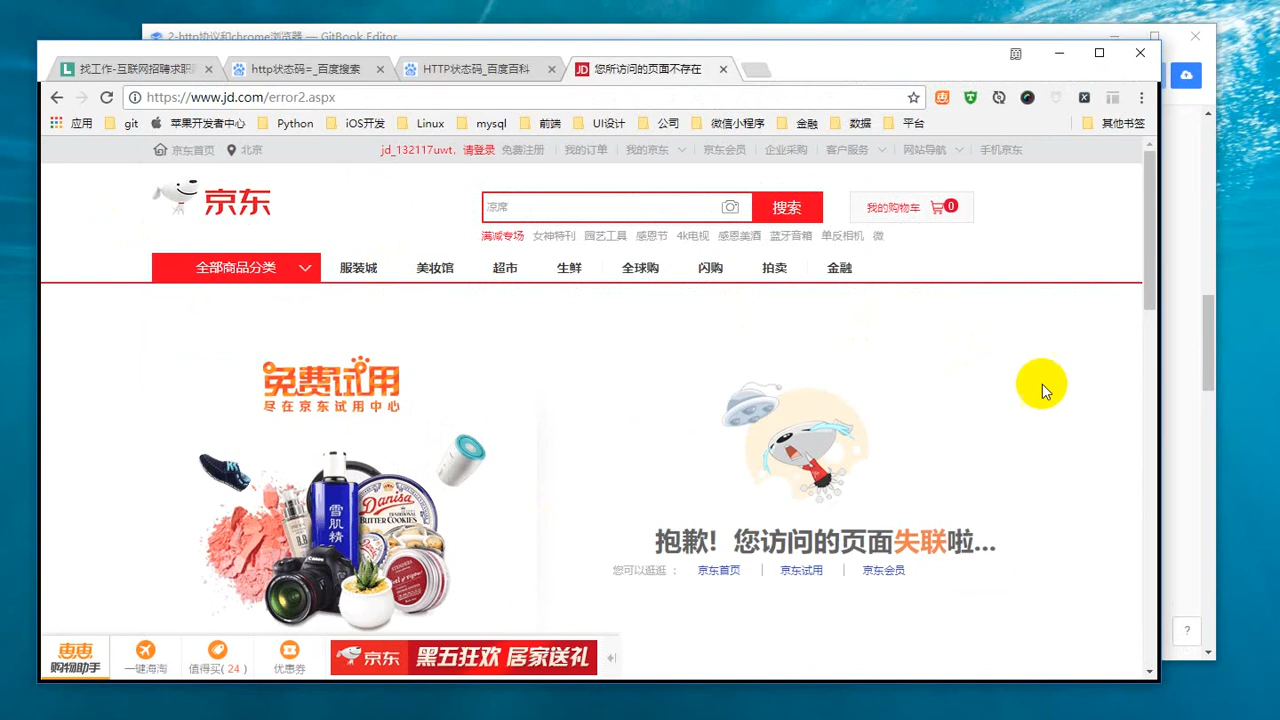 2-http协议和chrome浏览器 — GitBook Editor
找工作-互联网招聘求职
http状态码=_百度搜索
HTTP状态码_百度百科
JD 您所访问的页面不存在
https://www.jd.com/error2.aspx
应用 git 苹果开发者中心 Python iOS开发 Linux mysql 前端 UI设计 公司 微信小程序 金融 数据 平台 其他书签
京东首页 北京 jd_132117uwt, 请登录 免费注册 我的订单 我的京东 京东会员 企业采购 客户服务 网站导航 手机京东
京东
凉席 搜索 我的购物车 0
满减专场 女神特利 园艺工具 感恩节 4k电视 感恩美酒 蓝牙音箱 单反相机 微
全部商品分类 服装城 美妆馆 超市 生鲜 全球购 闪购 拍卖 金融
免费试用
尽在京东试用中心
Danisa
TRADITIONAL
BUTTER COOKIES
雪肌精
Canon
抱歉！您访问的页面失联啦...
您可以逛逛： 京东首页 | 京东试用 | 京东会员
惠惠
购物助手
一键海淘
值得买( 24 )
优惠券
京东 黑五狂欢 居家送礼
?